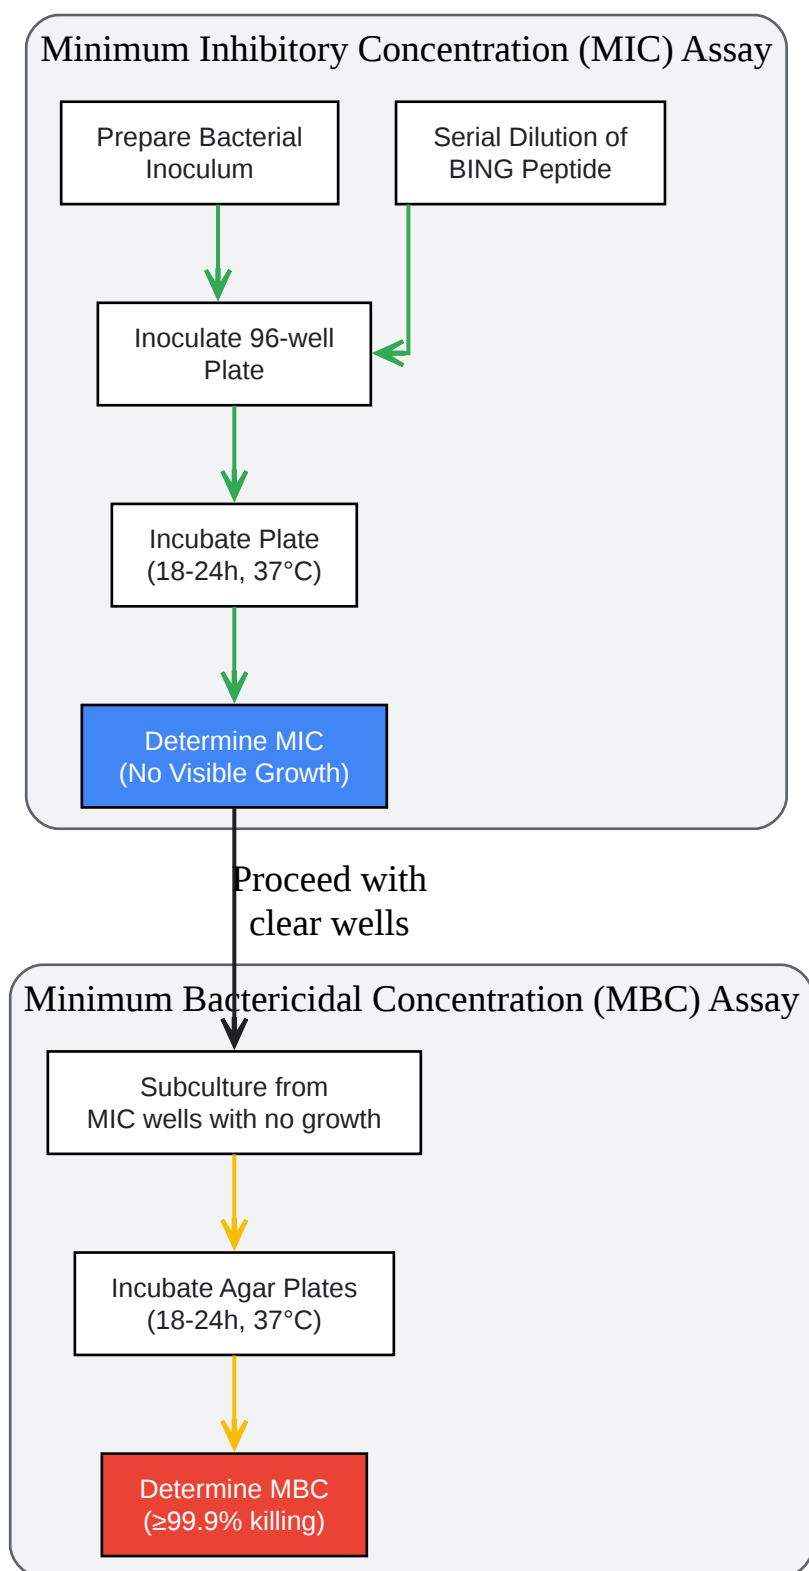 Minimum Inhibitory Concentration (MIC) Assay
Prepare Bacterial
Inoculum
Serial Dilution of
BING Peptide
Inoculate 96-well
Plate
Incubate Plate
(18-24h, 37°C)
Determine MIC
(No Visible Growth)
Proceed with
clear wells
Minimum Bactericidal Concentration (MBC) Assay
Subculture from
MIC wells with no growth
Incubate Agar Plates
(18-24h, 37°C)
Determine MBC
(≥99.9% killing)